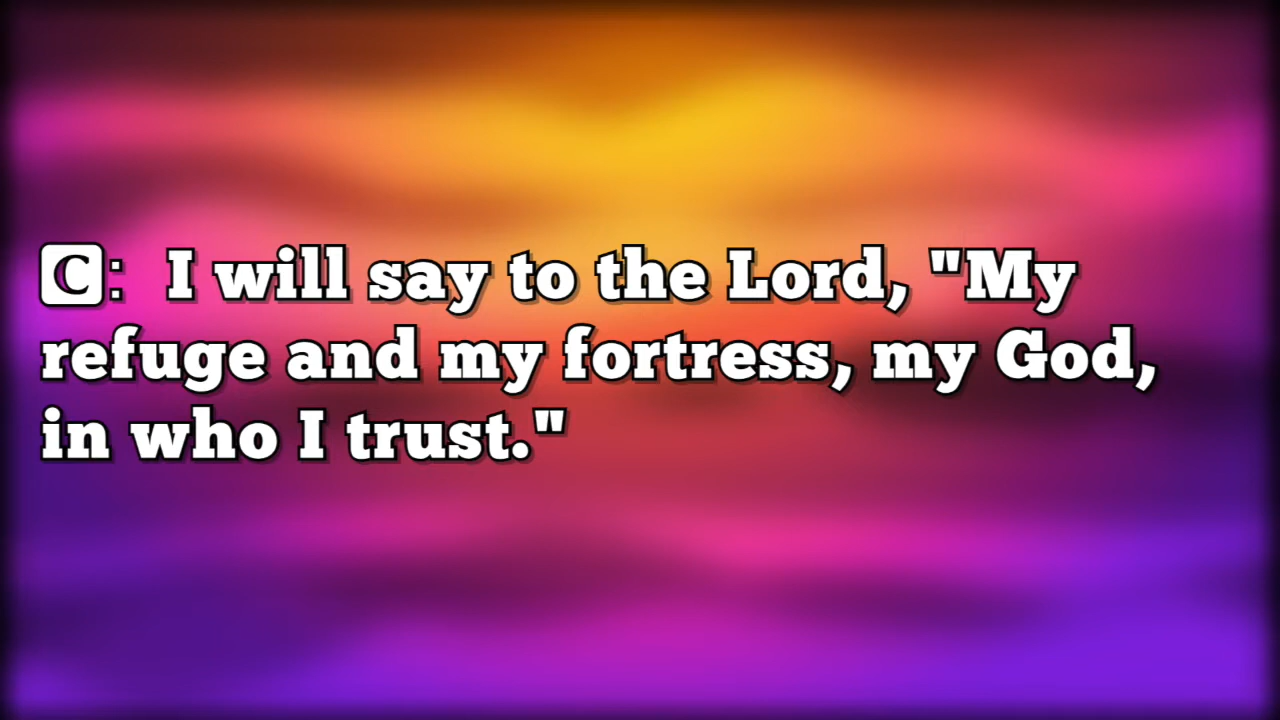 C: I will say to the Lord, "My
refuge and my fortress, my God,
in who I trust."